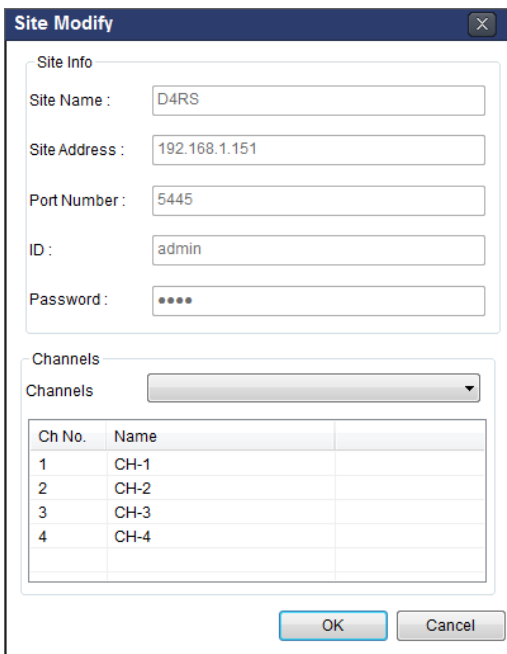 Site Modify
Site Info
Site Name : D4RS
Site Address : 192.168.1.151
Port Number : 5445
ID : admin
Password : ●●●●
Channels
Channels
Ch No. Name
1 CH-1
2 CH-2
3 CH-3
4 CH-4
OK Cancel